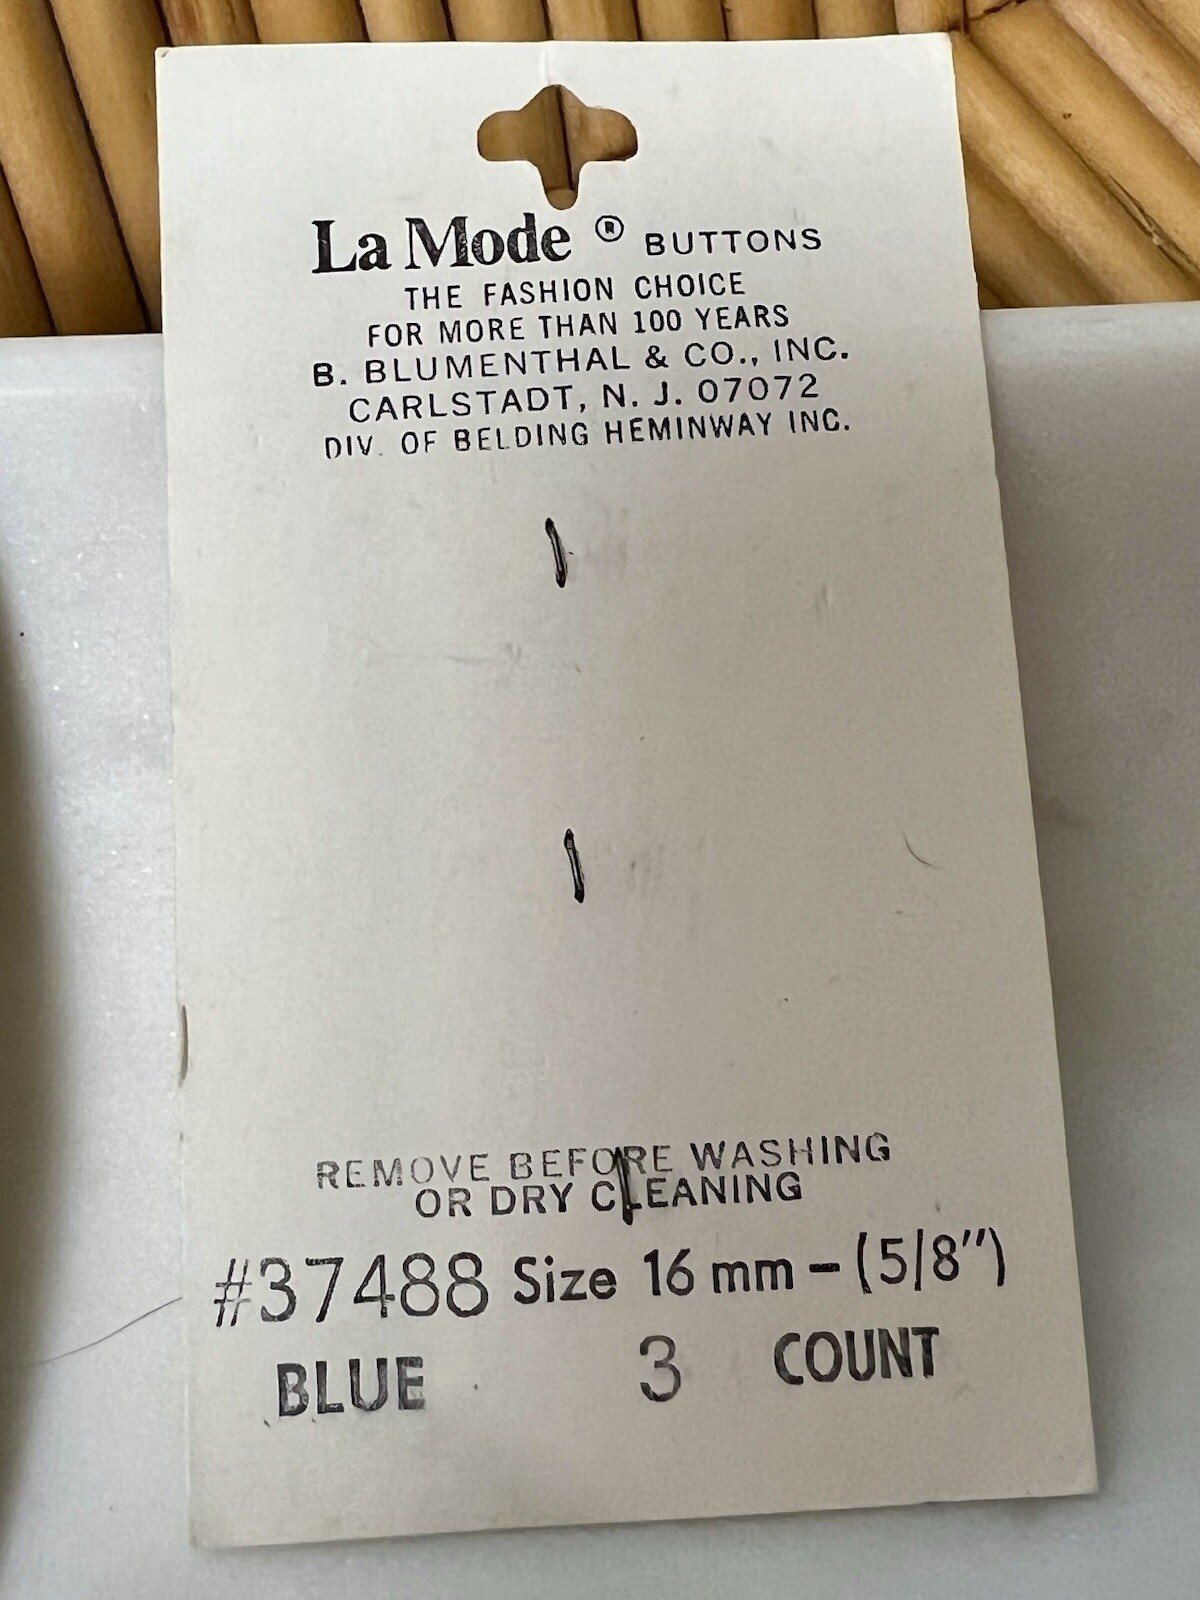 La Mode ® BUTTONS
THE FASHION CHOICE
FOR MORE THAN 100 YEARS
B. BLUMENTHAL & CO., INC.
CARLSTADT, N. J. 07072
DIV. OF BELDING HEMINWAY INC.
REMOVE BEFORE WASHING
OR DRY CLEANING
#37488 Size 16 mm – (5/8")
BLUE 3 COUNT